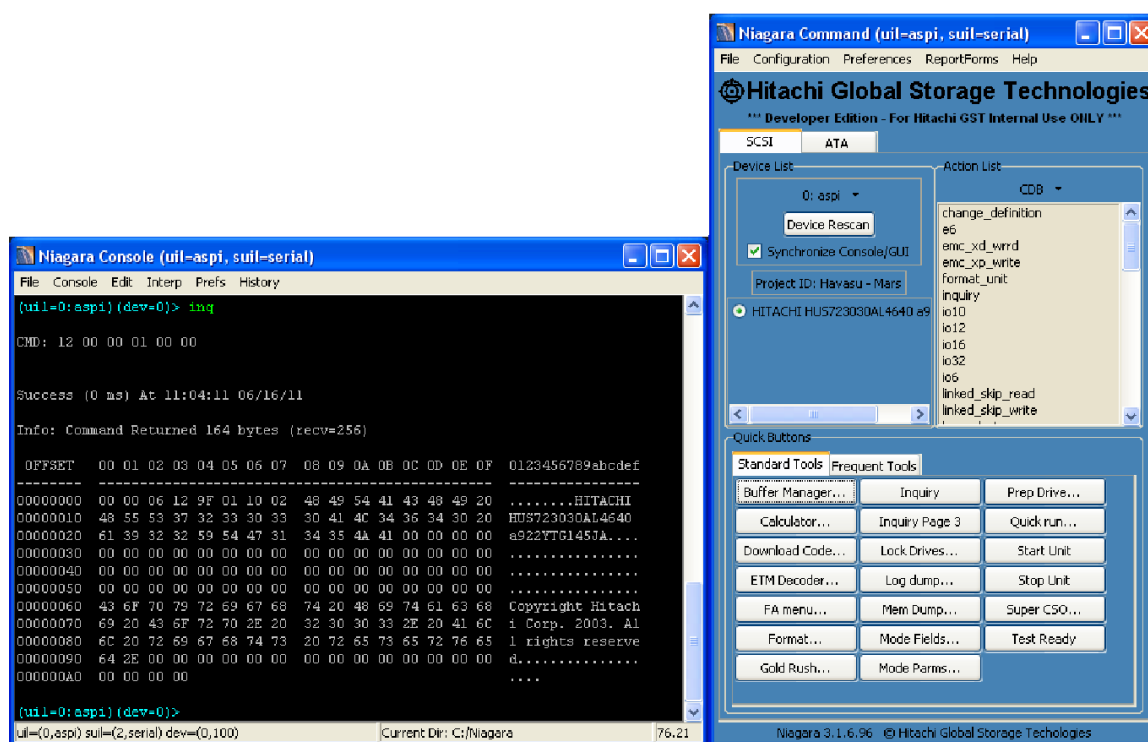 Niagara Console (uil=aspi, suil=serial)
File Console Edit Interp Prefs History
(uil=0:aspi)(dev=0)> inq
CMD: 12 00 00 01 00 00
Success (0 ms) At 11:04:11 06/16/11
Info: Command Returned 164 bytes (recv=256)
OFFSET 00 01 02 03 04 05 06 07 08 09 0A 0B 0C 0D 0E 0F 0123456789abcdef
-------- ----------------------- ----------------------- ----------------
00000000 00 00 06 12 9F 01 10 02 48 49 54 41 43 48 49 20 ........HITACHI
00000010 48 55 53 37 32 33 30 33 30 41 4C 34 36 34 30 20 HUS723030AL4640
00000020 61 39 32 32 59 54 47 31 34 35 4A 41 00 00 00 00 a922YTG145JA....
00000030 00 00 00 00 00 00 00 00 00 00 00 00 00 00 00 00 ................
00000040 00 00 00 00 00 00 00 00 00 00 00 00 00 00 00 00 ................
00000050 00 00 00 00 00 00 00 00 00 00 00 00 00 00 00 00 ................
00000060 43 6F 70 79 72 69 67 68 74 20 48 69 74 61 63 68 Copyright Hitach
00000070 69 20 43 6F 72 70 2E 20 32 30 30 33 2E 20 41 6C i Corp. 2003. Al
00000080 6C 20 72 69 67 68 74 73 20 72 65 73 65 72 76 65 l rights reserve
00000090 64 2E 00 00 00 00 00 00 00 00 00 00 00 00 00 00 d...............
000000A0 00 00 00 00 ....
(uil=0:aspi)(dev=0)>
uil=(0,aspi) suil=(2,serial) dev=(0,100) Current Dir: C:/Niagara 76.21
Niagara Command (uil=aspi, suil=serial)
File Configuration Preferences ReportForms Help
Hitachi Global Storage Technologies
*** Developer Edition - For Hitachi GST Internal Use ONLY ***
SCSI ATA
Device List
0: aspi
Device Rescan
Synchronize Console/GUI
Project ID: Havasu - Mars
HITACHI HUS723030AL4640 a9
Action List
CDB
change_definition
e6
emc_xd_wrrd
emc_xp_write
format_unit
inquiry
io10
io12
io16
io32
io6
linked_skip_read
linked_skip_write
Quick Buttons
Standard Tools Frequent Tools
Buffer Manager... Inquiry Prep Drive...
Calculator... Inquiry Page 3 Quick run...
Download Code... Lock Drives... Start Unit
ETM Decoder... Log dump... Stop Unit
FA menu... Mem Dump... Super CSO...
Format... Mode Fields... Test Ready
Gold Rush... Mode Parms...
Niagara 3.1.6.96 © Hitachi Global Storage Techologies